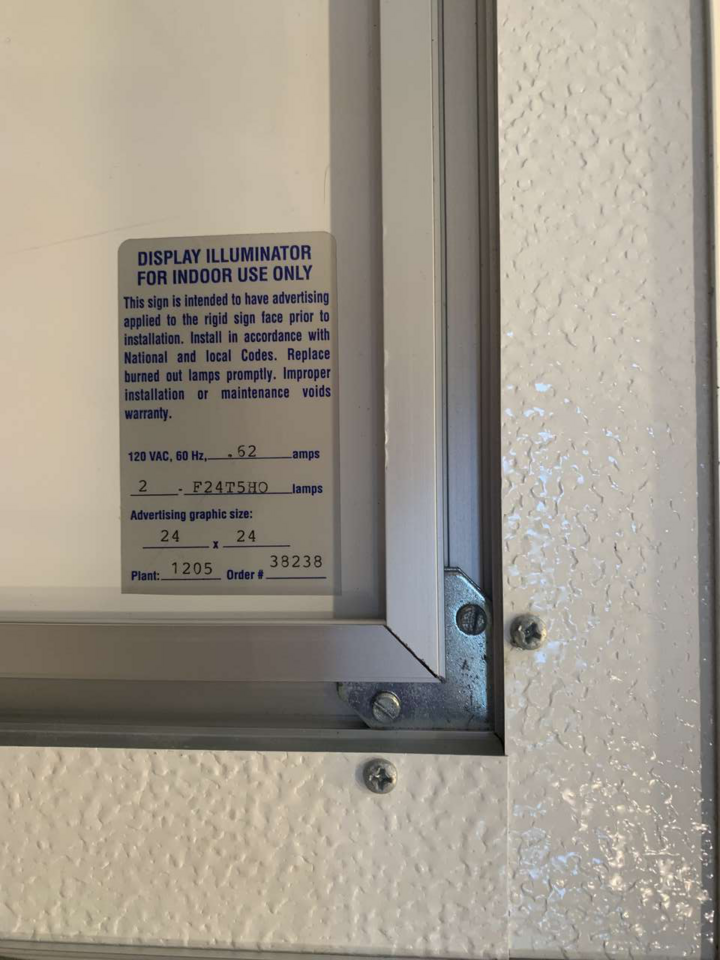 DISPLAY ILLUMINATOR
FOR INDOOR USE ONLY
This sign is intended to have advertising
applied to the rigid sign face prior to
installation. Install in accordance with
National and local Codes. Replace
burned out lamps promptly. Improper
installation or maintenance voids
warranty.
120 VAC, 60 Hz, .62 amps
2 - F24T5HO lamps
Advertising graphic size:
24 x 24
Plant: 1205 Order # 38238